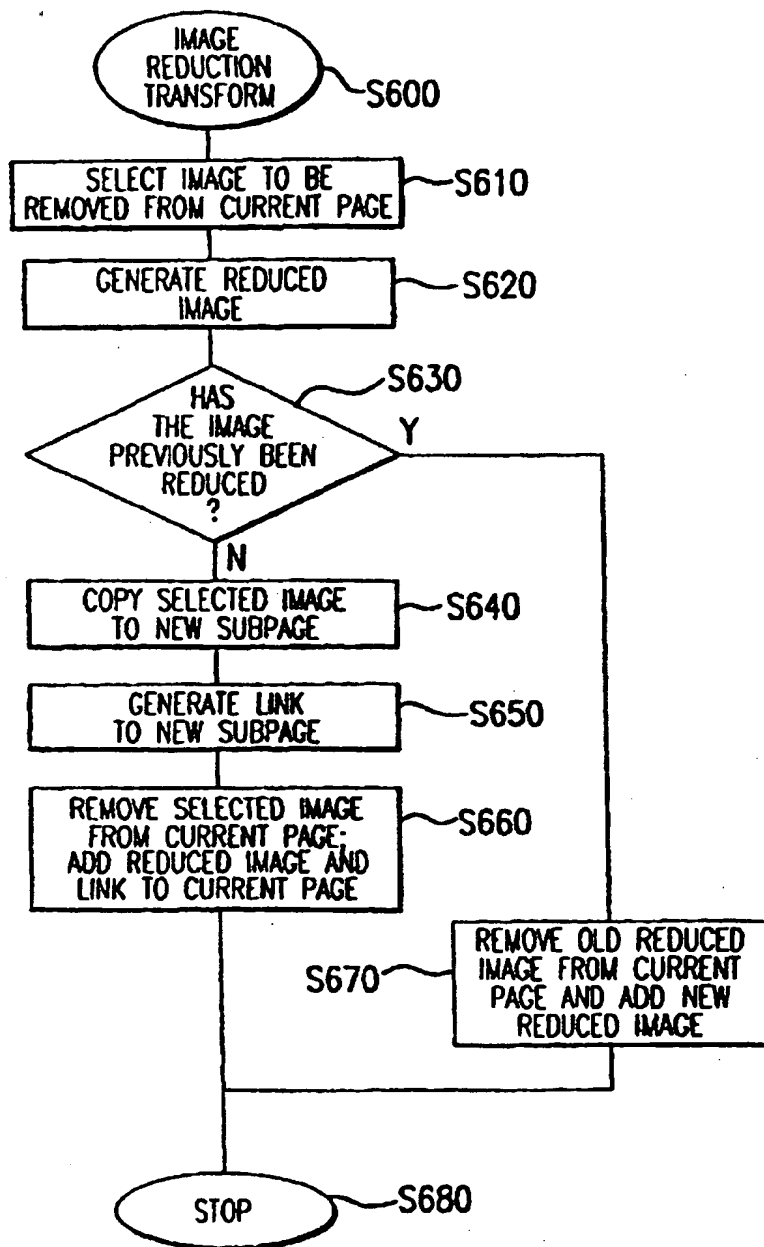 IMAGE
REDUCTION
TRANSFORM
S600
SELECT IMAGE TO BE
REMOVED FROM CURRENT PAGE
S610
GENERATE REDUCED
IMAGE
S620
S630
HAS
THE IMAGE
PREVIOUSLY BEEN
REDUCED
?
Y
N
COPY SELECTED IMAGE
TO NEW SUBPAGE
S640
GENERATE LINK
TO NEW SUBPAGE
S650
REMOVE SELECTED IMAGE
FROM CURRENT PAGE;
ADD REDUCED IMAGE AND
LINK TO CURRENT PAGE
S660
REMOVE OLD REDUCED
IMAGE FROM CURRENT
PAGE AND ADD NEW
REDUCED IMAGE
S670
STOP
S680